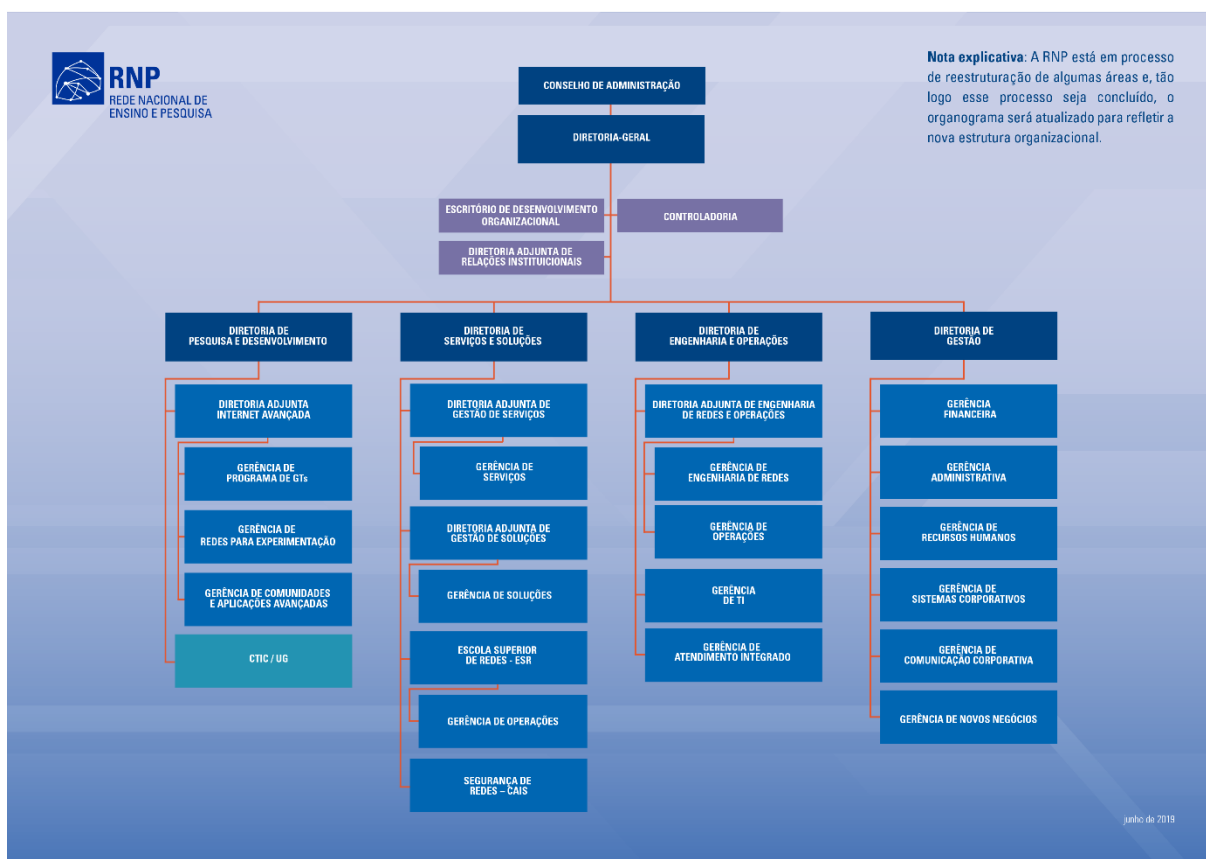 RNP
REDE NACIONAL DE
ENSINO E PESQUISA
Nota explicativa: A RNP está em processo
de reestruturação de algumas áreas e, tão
logo esse processo seja concluído, o
organograma será atualizado para refletir a
nova estrutura organizacional.
CONSELHO DE ADMINISTRAÇÃO
DIRETORIA-GERAL
ESCRITÓRIO DE DESENVOLVIMENTO
ORGANIZACIONAL
CONTROLADORIA
DIRETORIA ADJUNTA DE
RELAÇÕES INSTITUICIONAIS
DIRETORIA DE
PESQUISA E DESENVOLVIMENTO
DIRETORIA ADJUNTA
INTERNET AVANÇADA
GERÊNCIA DE
PROGRAMA DE GTs
GERÊNCIA DE
REDES PARA EXPERIMENTAÇÃO
GERÊNCIA DE COMUNIDADES
E APLICAÇÕES AVANÇADAS
CTIC / UG
DIRETORIA DE
SERVIÇOS E SOLUÇÕES
DIRETORIA ADJUNTA DE
GESTÃO DE SERVIÇOS
GERÊNCIA DE
SERVIÇOS
DIRETORIA ADJUNTA DE
GESTÃO DE SOLUÇÕES
GERÊNCIA DE SOLUÇÕES
ESCOLA SUPERIOR
DE REDES - ESR
GERÊNCIA DE OPERAÇÕES
SEGURANÇA DE
REDES – CAIS
DIRETORIA DE
ENGENHARIA E OPERAÇÕES
DIRETORIA ADJUNTA DE ENGENHARIA
DE REDES E OPERAÇÕES
GERÊNCIA DE
ENGENHARIA DE REDES
GERÊNCIA DE
OPERAÇÕES
GERÊNCIA
DE TI
GERÊNCIA DE
ATENDIMENTO INTEGRADO
DIRETORIA DE
GESTÃO
GERÊNCIA
FINANCEIRA
GERÊNCIA
ADMINISTRATIVA
GERÊNCIA DE
RECURSOS HUMANOS
GERÊNCIA DE
SISTEMAS CORPORATIVOS
GERÊNCIA DE
COMUNICAÇÃO CORPORATIVA
GERÊNCIA DE NOVOS NEGÓCIOS
junho de 2019